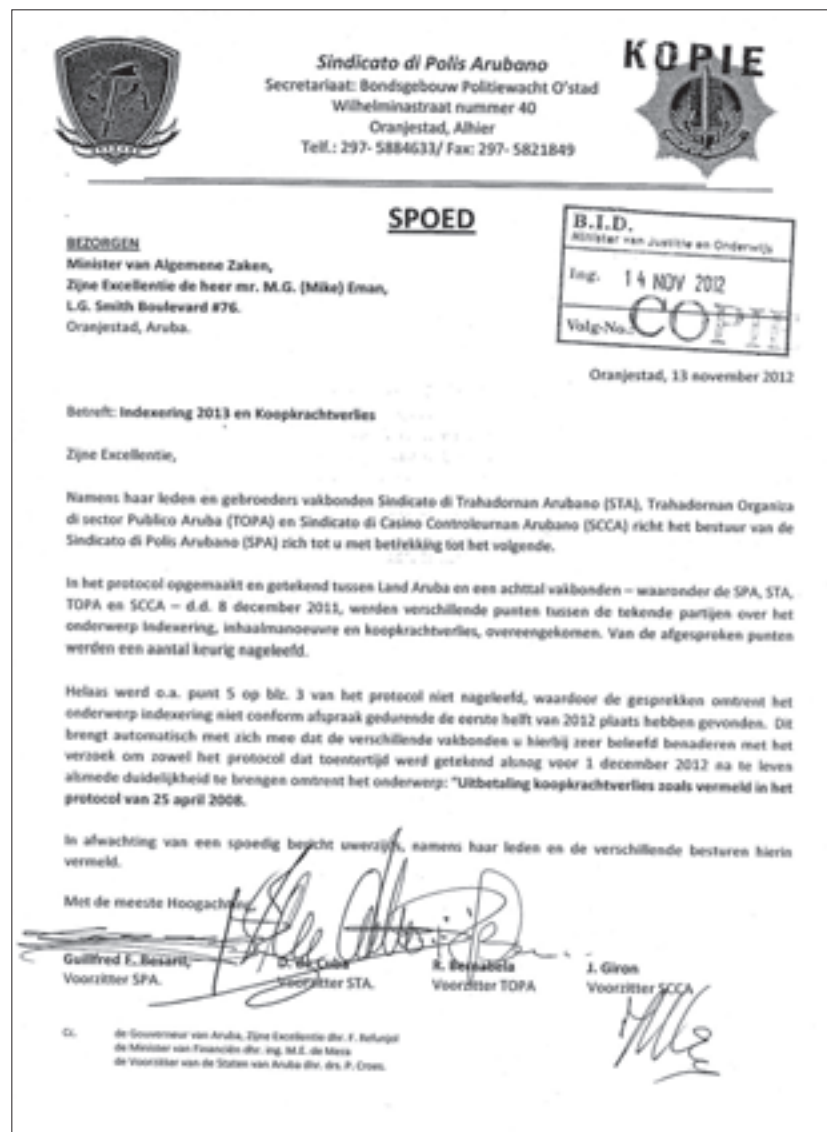 Sindicato di Polis Arubano
Secretariaat: Bondsgebouw Politiewacht O'stad
Wilhelminastraat nummer 40
Oranjestad, Alhier
Telf.: 297- 5884633/ Fax: 297- 5821849
KOPIE
SPA
SPOED
B.I.D.
Minister van Justitie en Onderwijs
Ing. 14 NOV 2012
Volg-No.:
COPIE
BEZORGEN
Minister van Algemene Zaken,
Zijne Excellentie de heer mr. M.G. (Mike) Eman,
L.G. Smith Boulevard #76.
Oranjestad, Aruba.
Oranjestad, 13 november 2012
Betreft: Indexering 2013 en Koopkrachtverlies
Zijne Excellentie,
Namens haar leden en gebroeders vakbonden Sindicato di Trahadornan Arubano (STA), Trahadornan Organiza
di sector Publico Aruba (TOPA) en Sindicato di Casino Controleurnan Arubano (SCCA) richt het bestuur van de
Sindicato di Polis Arubano (SPA) zich tot u met betrekking tot het volgende.
In het protocol opgemaakt en getekend tussen Land Aruba en een achttal vakbonden – waaronder de SPA, STA,
TOPA en SCCA – d.d. 8 december 2011, werden verschillende punten tussen de tekende partijen over het
onderwerp Indexering, inhaalmanoeuvre en koopkrachtverlies, overeengekomen. Van de afgesproken punten
werden een aantal keurig nageleefd.
Helaas werd o.a. punt 5 op blz. 3 van het protocol niet nageleefd, waardoor de gesprekken omtrent het
onderwerp indexering niet conform afspraak gedurende de eerste helft van 2012 plaats hebben gevonden. Dit
brengt automatisch met zich mee dat de verschillende vakbonden u hierbij zeer beleefd benaderen met het
verzoek om zowel het protocol dat toentertijd werd getekend alsnog voor 1 december 2012 na te leven
alsmede duidelijkheid te brengen omtrent het onderwerp: "Uitbetaling koopkrachtverlies zoals vermeld in het
protocol van 25 april 2008.
In afwachting van een spoedig bericht uwerzijds, namens haar leden en de verschillende besturen hierin
vermeld.
Met de meeste Hoogachting,
Guillfred F. Besaril, D. de Cuba R. Bernabela J. Giron
Voorzitter SPA. Voorzitter STA. Voorzitter TOPA Voorzitter SCCA
Cc. de Gouverneur van Aruba, Zijne Excellentie dhr. F. Refunjol
de Minister van Financiën dhr. ing. M.E. de Meza
de Voorzitter van de Staten van Aruba dhr. drs. P. Croes.